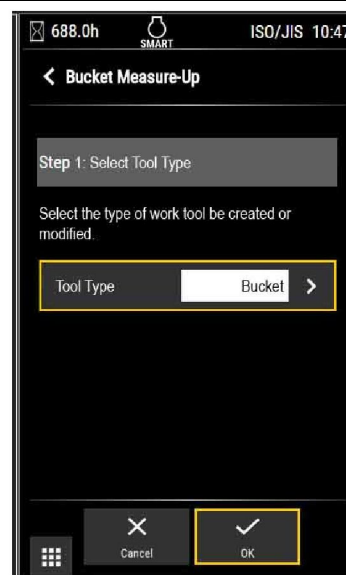 688.0h
SMART
ISO/JIS 10:47
Bucket Measure-Up
Step 1: Select Tool Type
Select the type of work tool be created or
modified.
Tool Type Bucket
Cancel OK